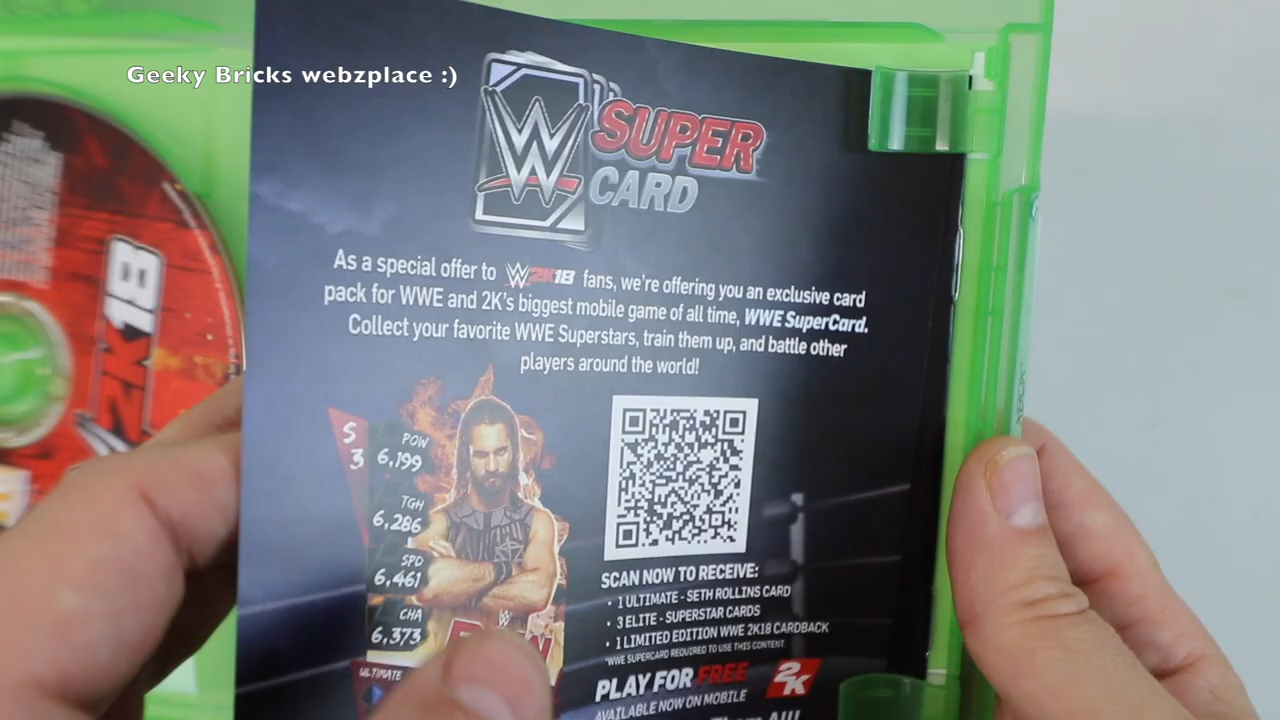 Geeky Bricks webzplace :)
W
SUPER
CARD
As a special offer to W2K18 fans, we're offering you an exclusive card
pack for WWE and 2K's biggest mobile game of all time, WWE SuperCard.
Collect your favorite WWE Superstars, train them up, and battle other
players around the world!
2K18
S
3
POW
6,199
TGH
6,286
SPD
6,461
CHA
6,373
ULTIMATE
SCAN NOW TO RECEIVE:
• 1 ULTIMATE - SETH ROLLINS CARD
• 3 ELITE - SUPERSTAR CARDS
• 1 LIMITED EDITION WWE 2K18 CARDBACK
*WWE SUPERCARD REQUIRED TO USE THIS CONTENT.
PLAY FOR FREE
AVAILABLE NOW ON MOBILE
2K